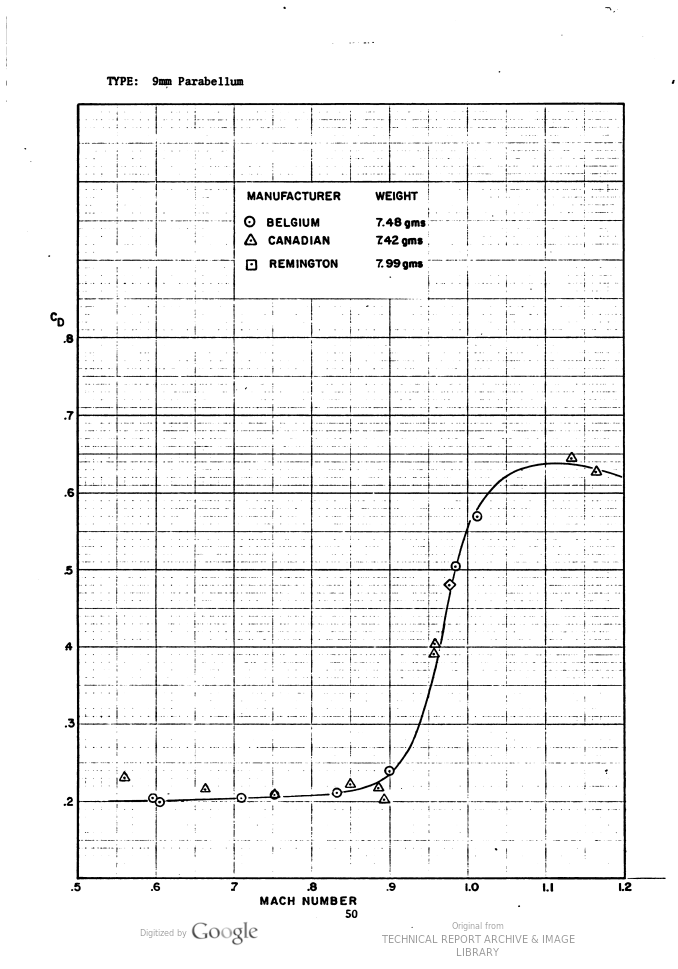 TYPE: 9mm Parabellum
MANUFACTURER WEIGHT
BELGIUM 7.48 gms
CANADIAN 7.42 gms
REMINGTON 7.99 gms
CD
.8
.7
.6
.5
.4
.3
.2
.5 .6 .7 .8 .9 1.0 1.1 1.2
MACH NUMBER
50
Digitized by Google
Original from
TECHNICAL REPORT ARCHIVE & IMAGE
LIBRARY